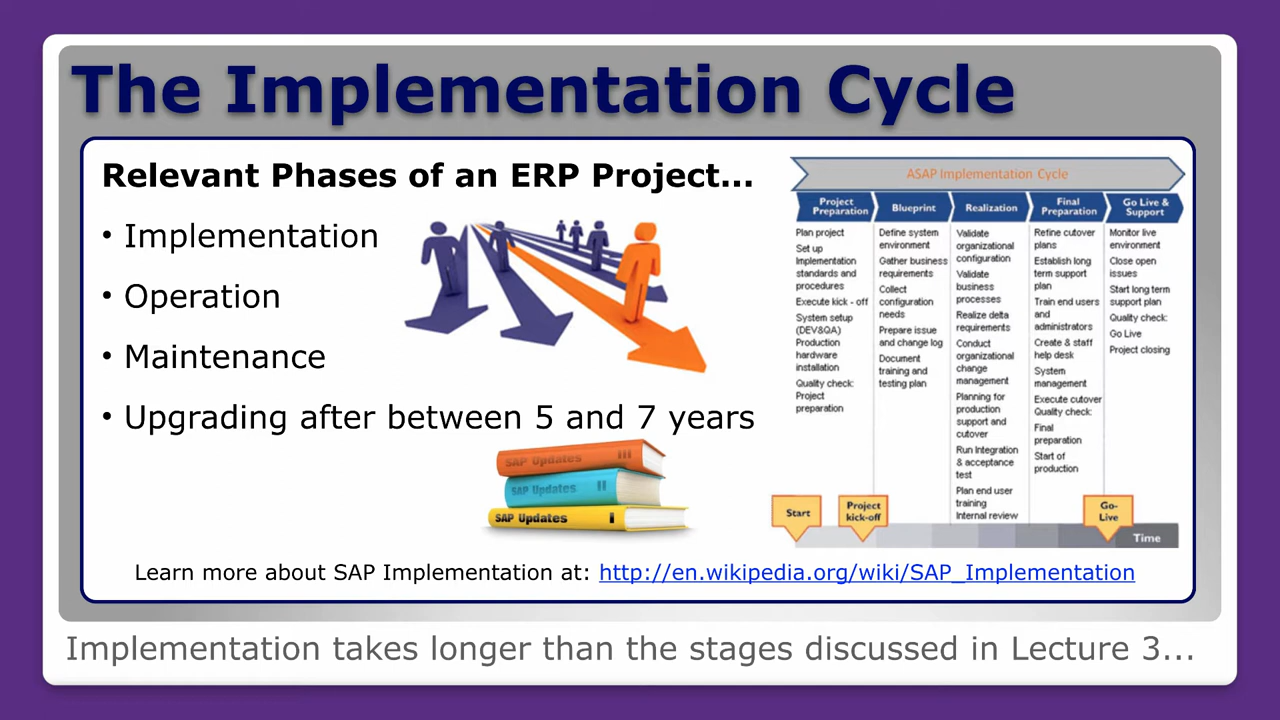 The Implementation Cycle
Relevant Phases of an ERP Project...
• Implementation
• Operation
• Maintenance
• Upgrading after between 5 and 7 years
SAP Updates III
SAP Updates II
SAP Updates I
ASAP Implementation Cycle
Project
Preparation
Plan project
Set up
Implementation
standards and
procedures
Execute kick - off
System setup
(DEV&QA)
Production
hardware
installation
Quality check:
Project
preparation
Blueprint
Define system
environment
Gather business
requirements
Collect
configuration
needs
Prepare issue
and change log
Document
training and
testing plan
Realization
Validate
organizational
configuration
Validate
business
processes
Realize delta
requirements
Conduct
organizational
change
management
Planning for
production
support and
cutover
Run Integration
& acceptance
test
Plan end user
training
Internal review
Final
Preparation
Refine cutover
plans
Establish long
term support
plan
Train end users
and
administrators
Create & staff
help desk
System
management
Execute cutover
Quality check:
Final
preparation
Start of
production
Go Live &
Support
Monitor live
environment
Close open
issues
Start long term
support plan
Quality check:
Go Live
Project closing
Start
Project
kick-off
Go-
Live
Time
Learn more about SAP Implementation at: http://en.wikipedia.org/wiki/SAP_Implementation
Implementation takes longer than the stages discussed in Lecture 3...